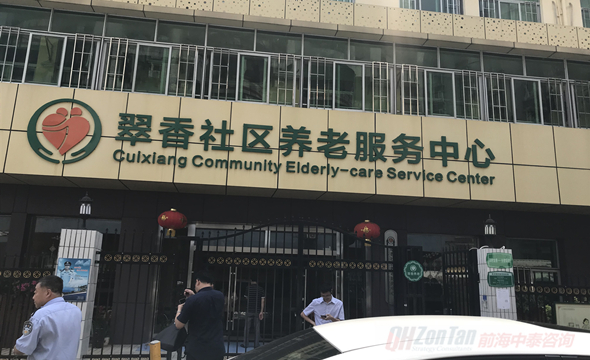 翠香社区养老服务中心
Cuixiang Community Elderly-care Service Center
QHZonTan 前海中泰咨询